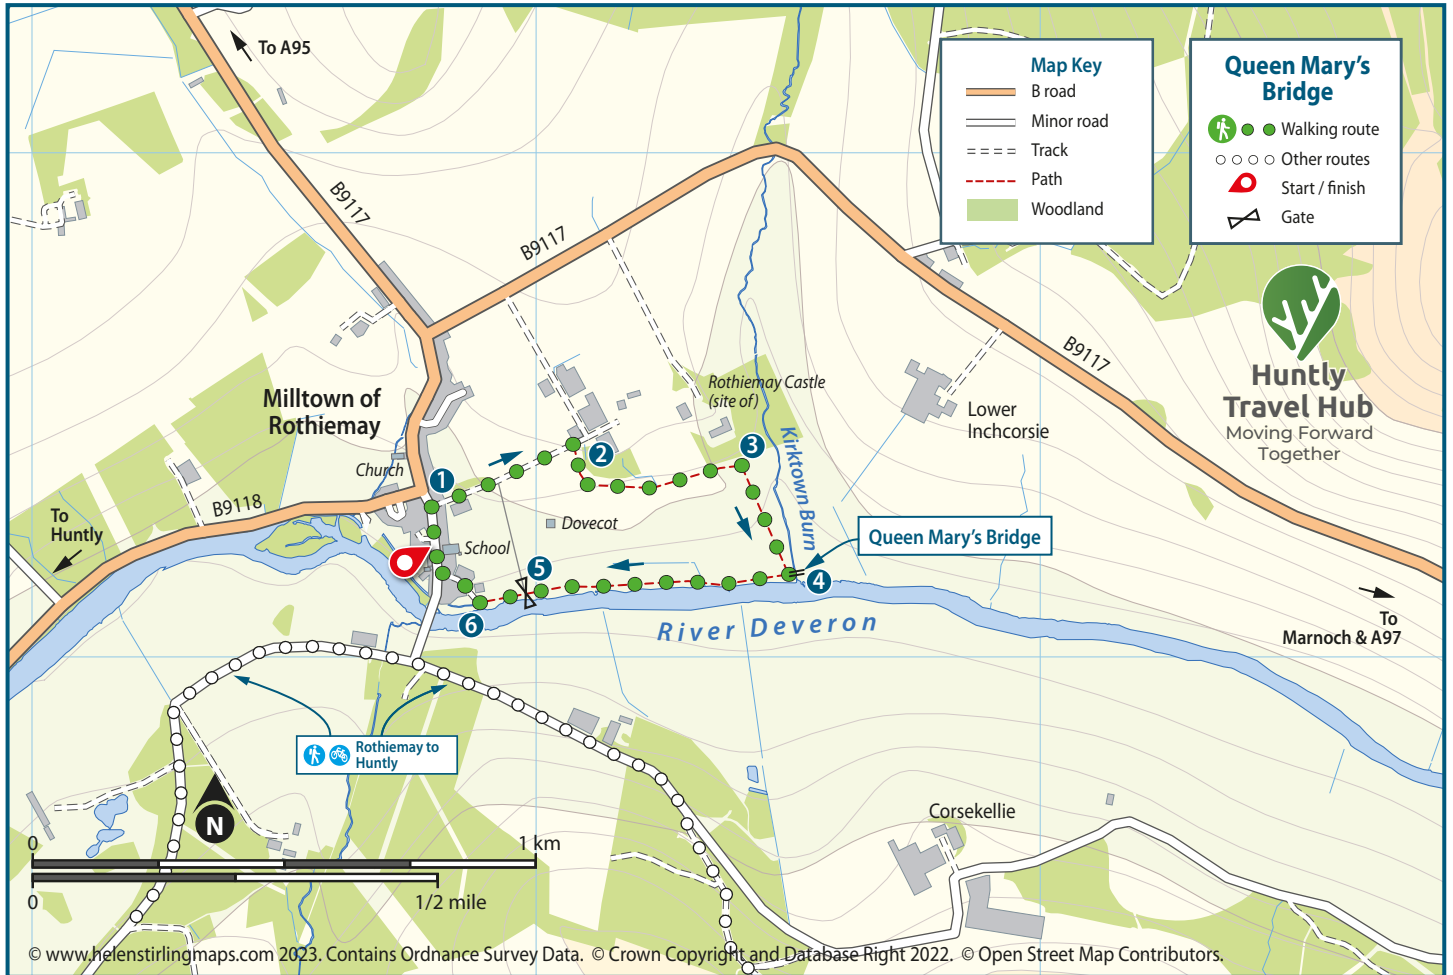 To A95
B9117
B9117
B9117
Map Key
B road
Minor road
Track
Path
Woodland
Queen Mary's
Bridge
Walking route
Other routes
Start / finish
Gate
Huntly
Travel Hub
Moving Forward
Together
Milltown of
Rothiemay
Church
B9118
To
Huntly
Rothiemay Castle
(site of)
Kirktown Burn
Lower
Inchcorsie
1
2
3
Dovecot
School
Queen Mary's Bridge
4
5
6
River Deveron
To
Marnoch & A97
Rothiemay to
Huntly
N
Corsekellie
0
1 km
0
1/2 mile
© www.helenstirlingmaps.com 2023. Contains Ordnance Survey Data. © Crown Copyright and Database Right 2022. © Open Street Map Contributors.